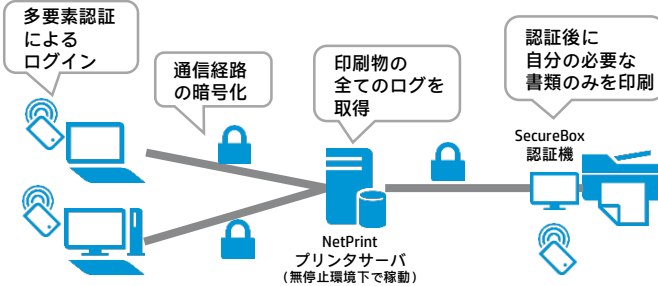 多要素認証
による
ログイン
通信経路
の暗号化
印刷物の
全てのログを
取得
認証後に
自分の必要な
書類のみを印刷
SecureBox
認証機
NetPrint
プリンタサーバ
(無停止環境下で稼動)